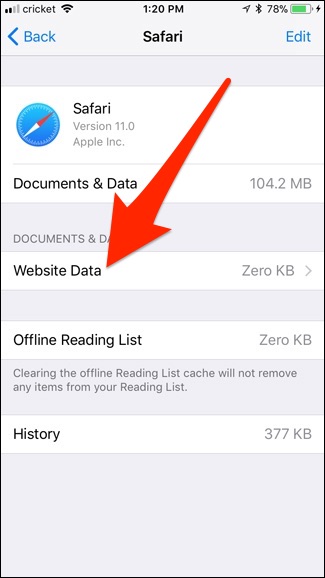 cricket 1:20 PM 78%
Back Safari Edit
Safari
Version 11.0
Apple Inc.
Documents & Data 104.2 MB
DOCUMENTS & DA
Website Data Zero KB
Offline Reading List Zero KB
Clearing the offline Reading List cache will not remove
any items from your Reading List.
History 377 KB